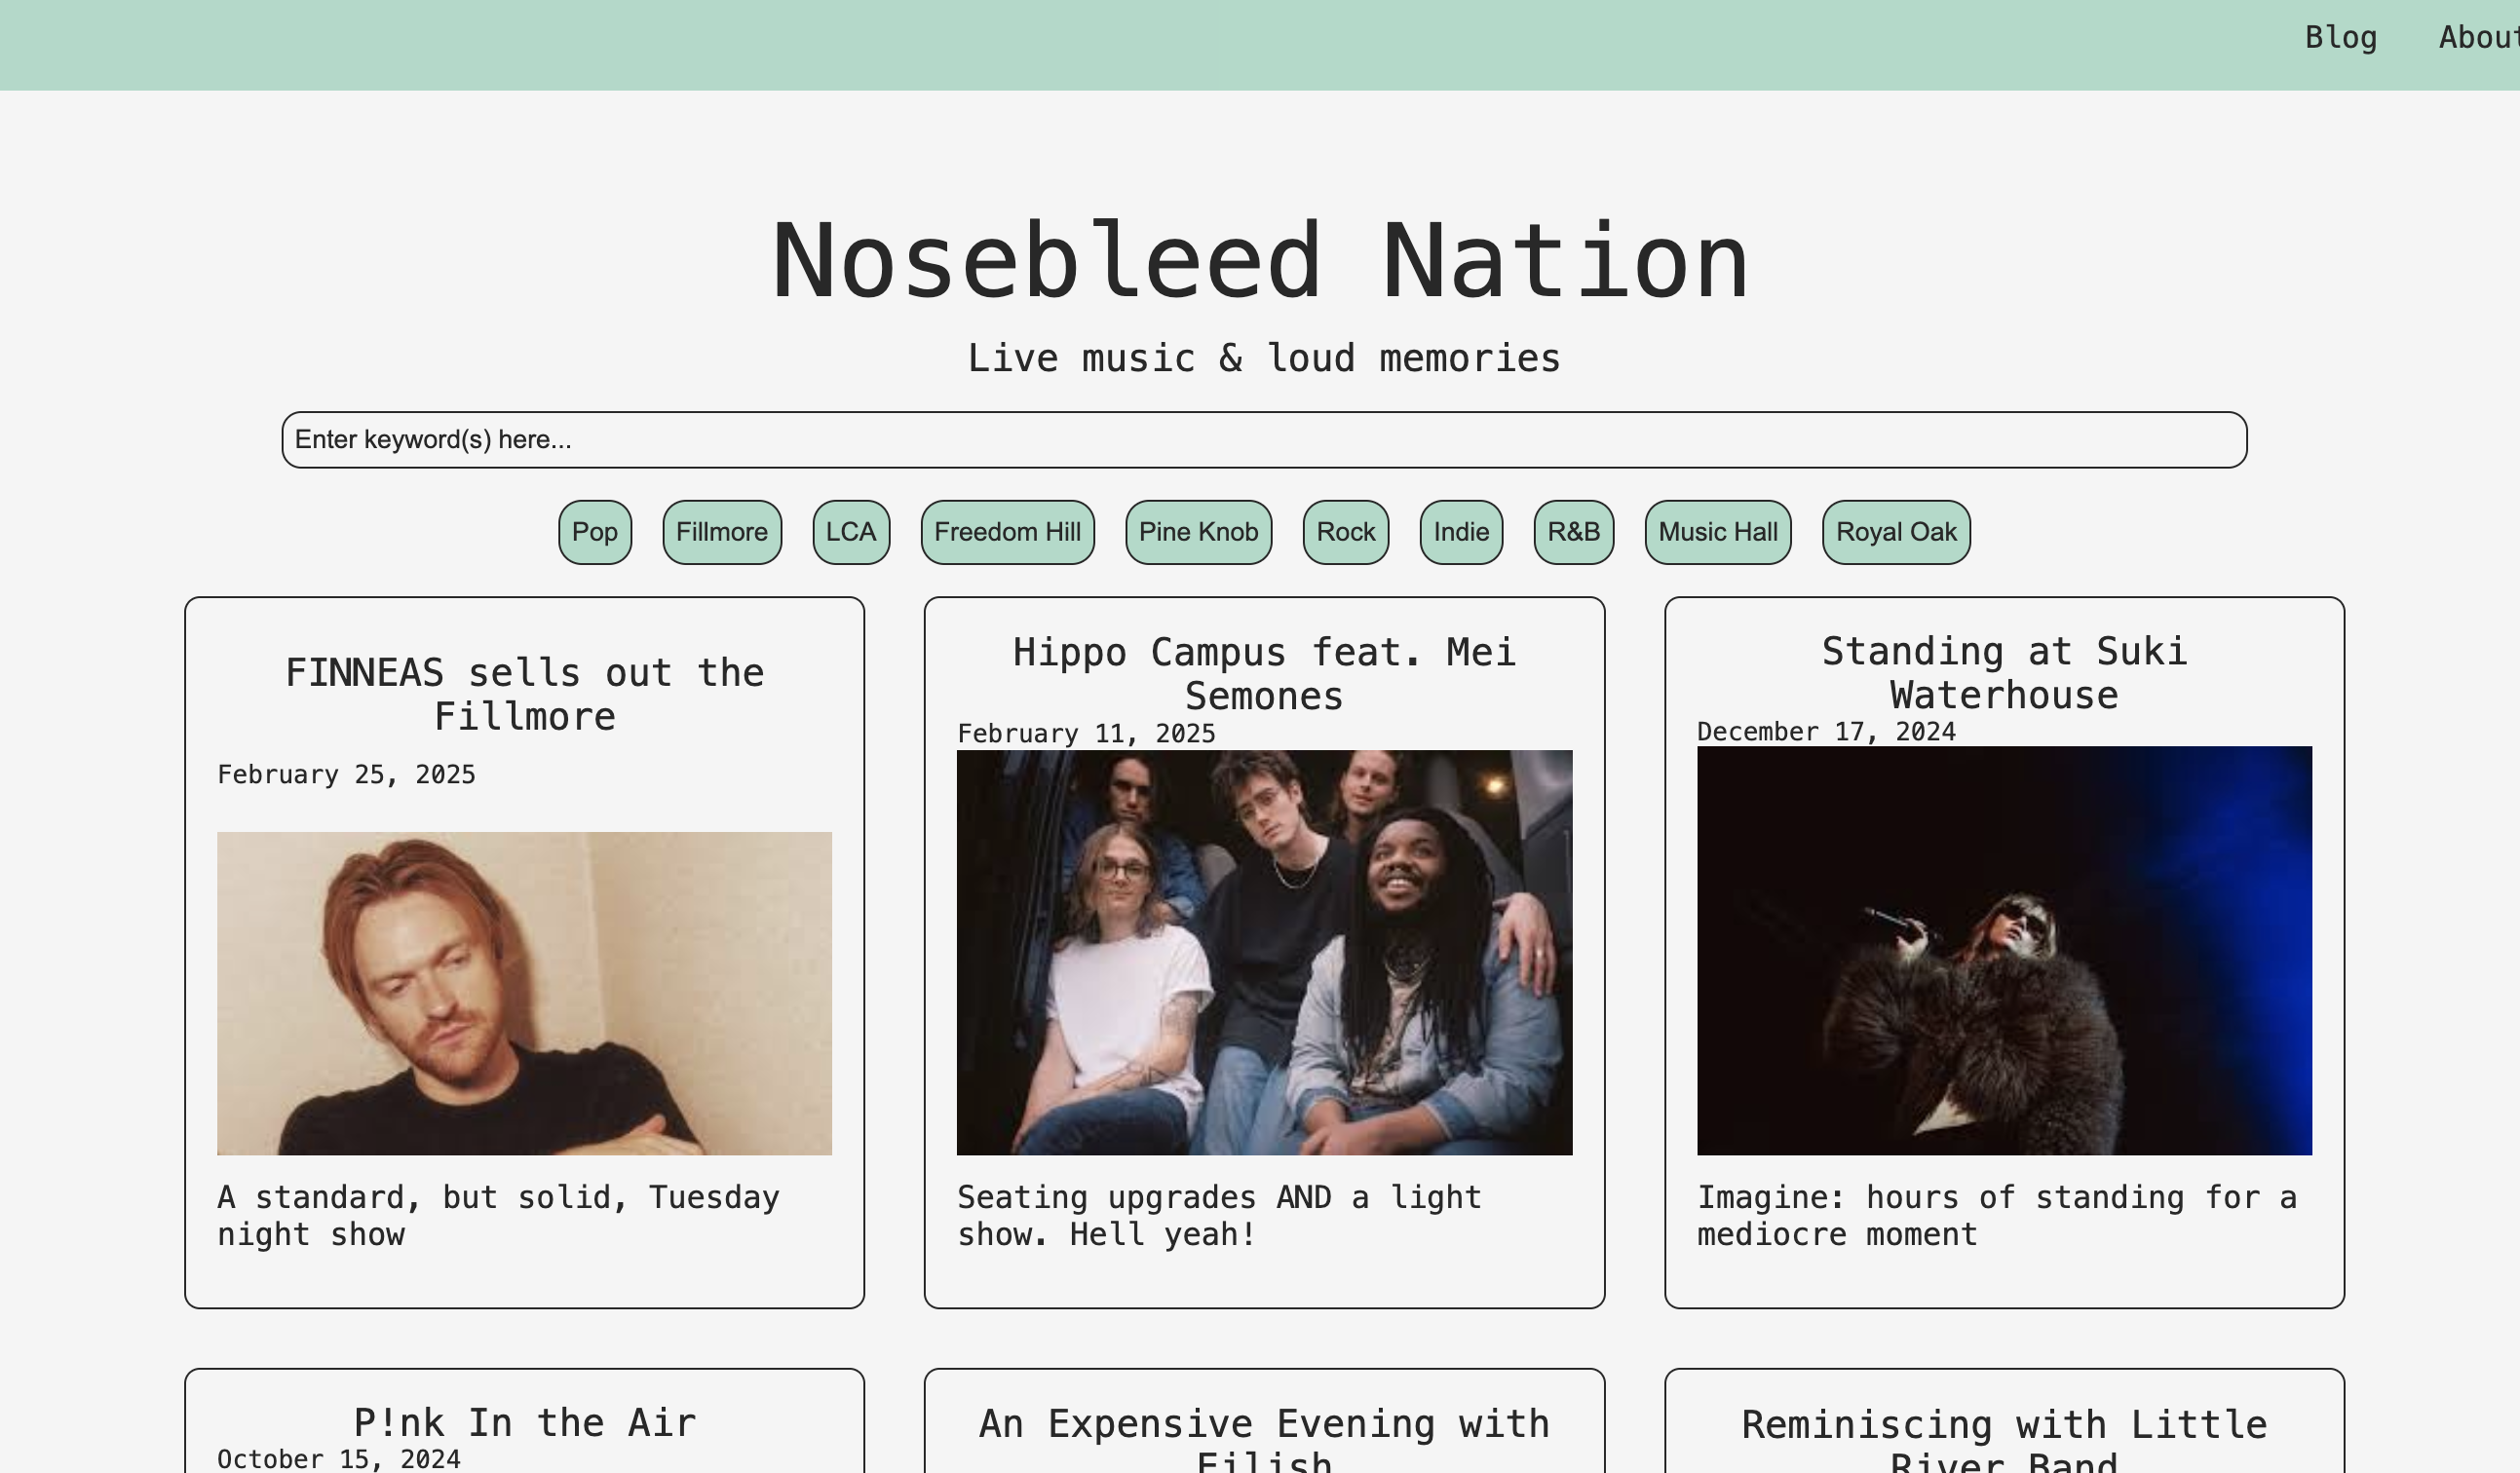 Blog About
Nosebleed Nation
Live music & loud memories
Enter keyword(s) here...
Pop Fillmore LCA Freedom Hill Pine Knob Rock Indie R&B Music Hall Royal Oak
FINNEAS sells out the
Fillmore
February 25, 2025
A standard, but solid, Tuesday
night show
Hippo Campus feat. Mei
Semones
February 11, 2025
Seating upgrades AND a light
show. Hell yeah!
Standing at Suki
Waterhouse
December 17, 2024
Imagine: hours of standing for a
mediocre moment
P!nk In the Air
October 15, 2024
An Expensive Evening with
Eilish
Reminiscing with Little
River Band